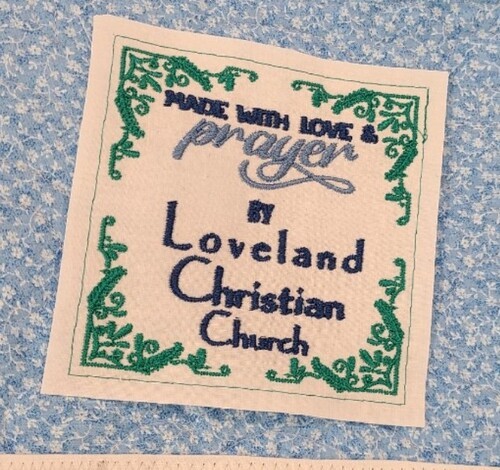 MADE WITH LOVE &
prayer
BY
Loveland
Christian
Church